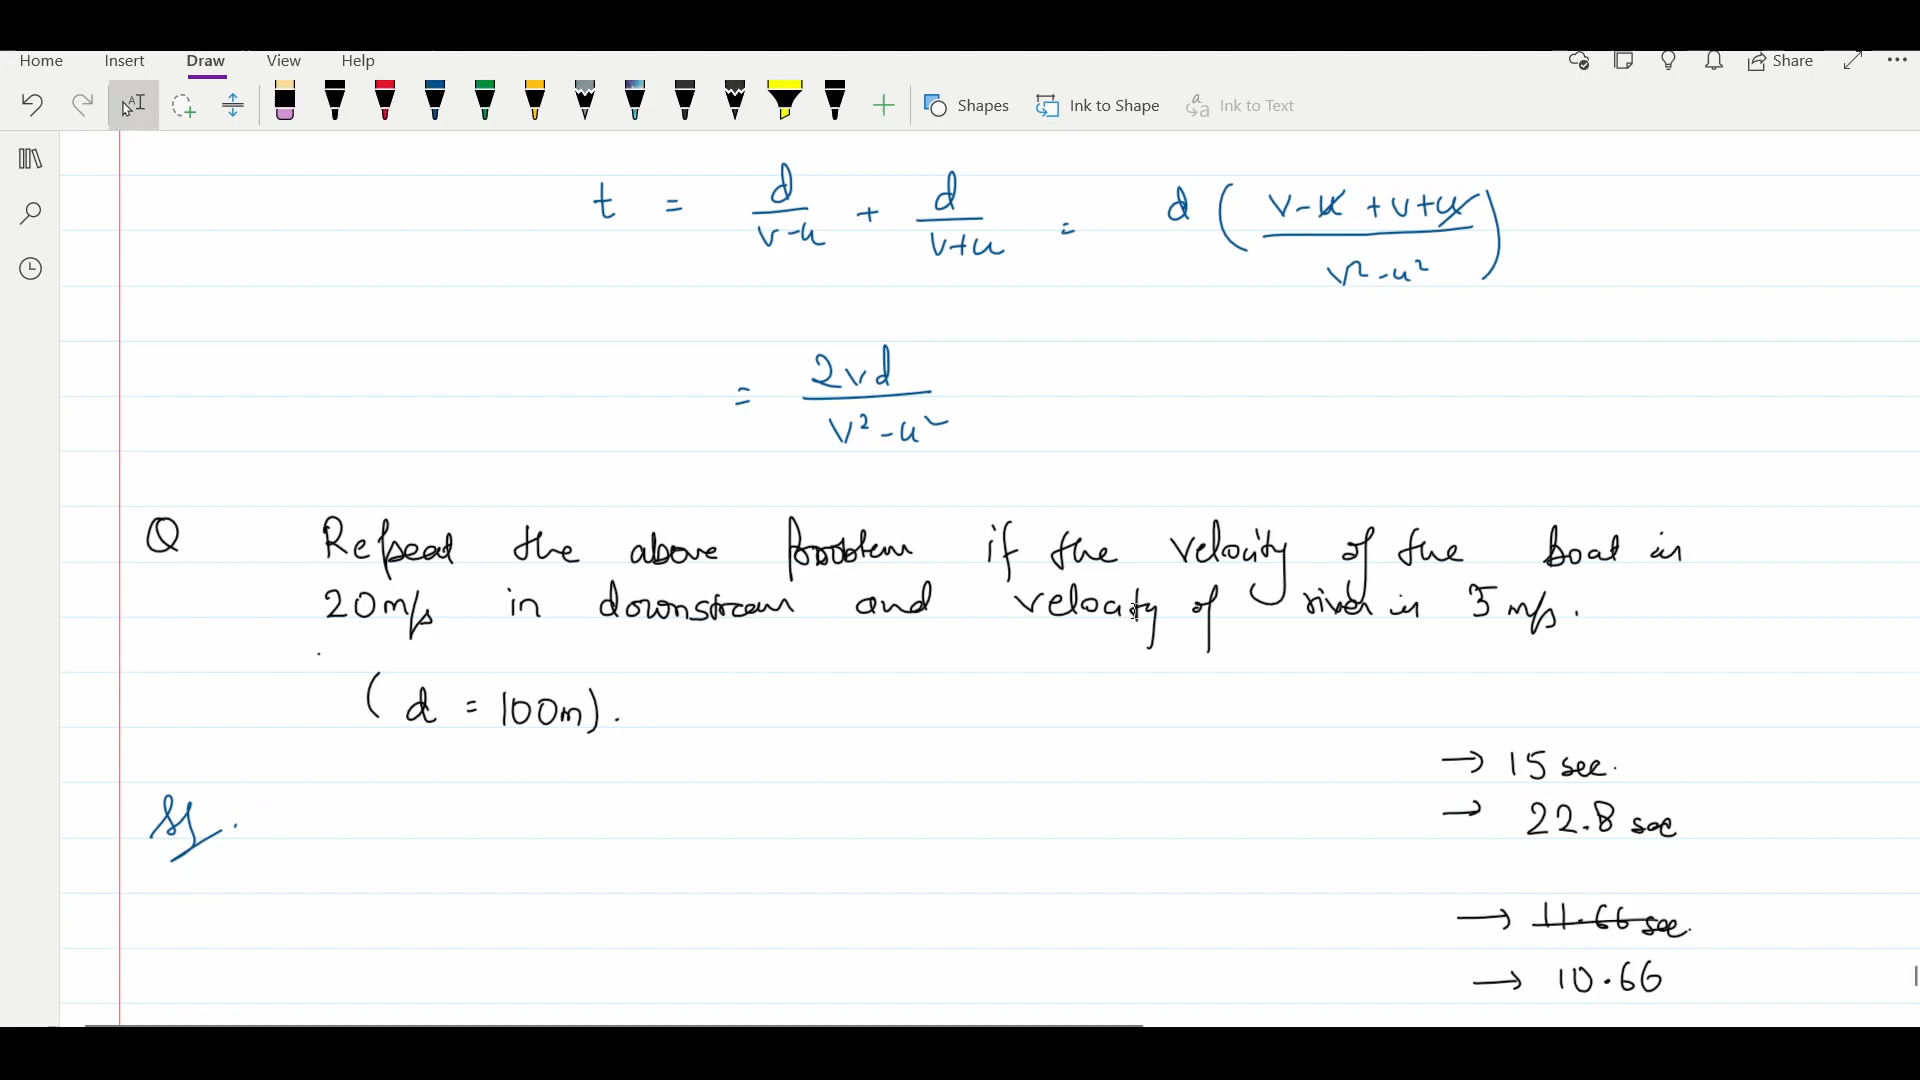 Home Insert Draw View Help Share
Shapes Ink to Shape Ink to Text
t = d/(v-u) + d/(v+u) = d ( (v-u+v+u)/(v²-u²) )
= 2vd/(v²-u²)
Q Repeat the above problem if the velocity of the boat in
20m/s in downstream and velocity of river is 5 m/s.
(d = 100m).
→ 15 sec.
Sol.
→ 22.8 sec
→ 11.66 sec.
→ 10.66